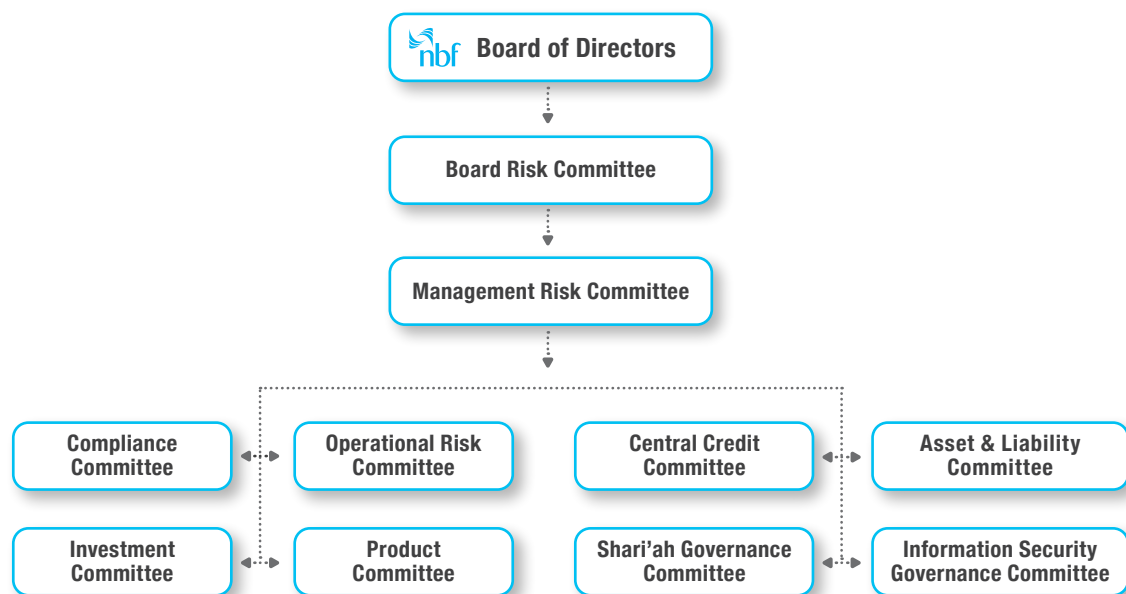 nbf Board of Directors
Board Risk Committee
Management Risk Committee
Compliance
Committee
Operational Risk
Committee
Central Credit
Committee
Asset & Liability
Committee
Investment
Committee
Product
Committee
Shari’ah Governance
Committee
Information Security
Governance Committee